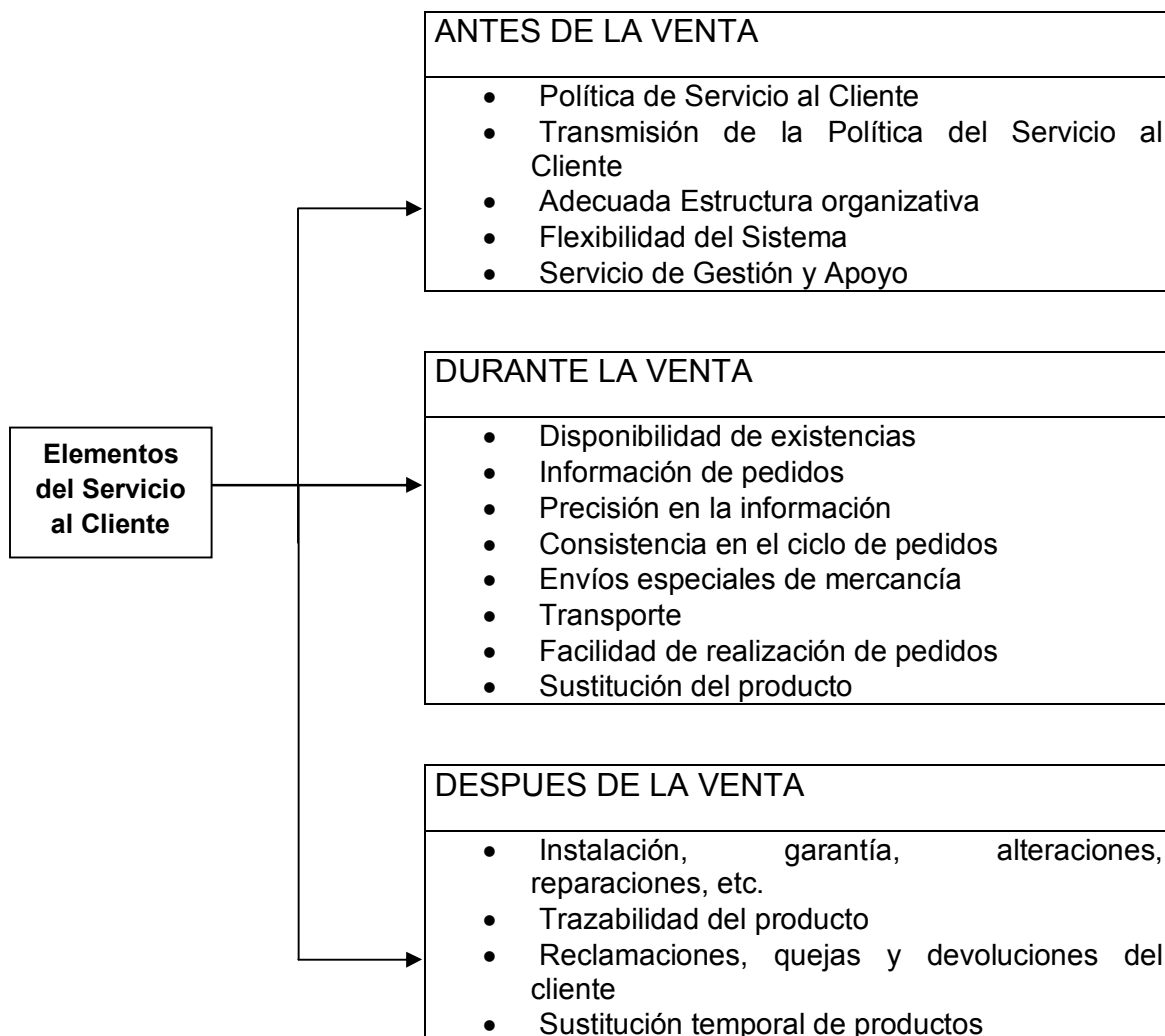 ANTES DE LA VENTA
• Política de Servicio al Cliente
• Transmisión de la Política del Servicio al
Cliente
• Adecuada Estructura organizativa
• Flexibilidad del Sistema
• Servicio de Gestión y Apoyo
DURANTE LA VENTA
• Disponibilidad de existencias
• Información de pedidos
• Precisión en la información
• Consistencia en el ciclo de pedidos
• Envíos especiales de mercancía
• Transporte
• Facilidad de realización de pedidos
• Sustitución del producto
Elementos
del Servicio
al Cliente
DESPUES DE LA VENTA
• Instalación, garantía, alteraciones,
reparaciones, etc.
• Trazabilidad del producto
• Reclamaciones, quejas y devoluciones del
cliente
• Sustitución temporal de productos